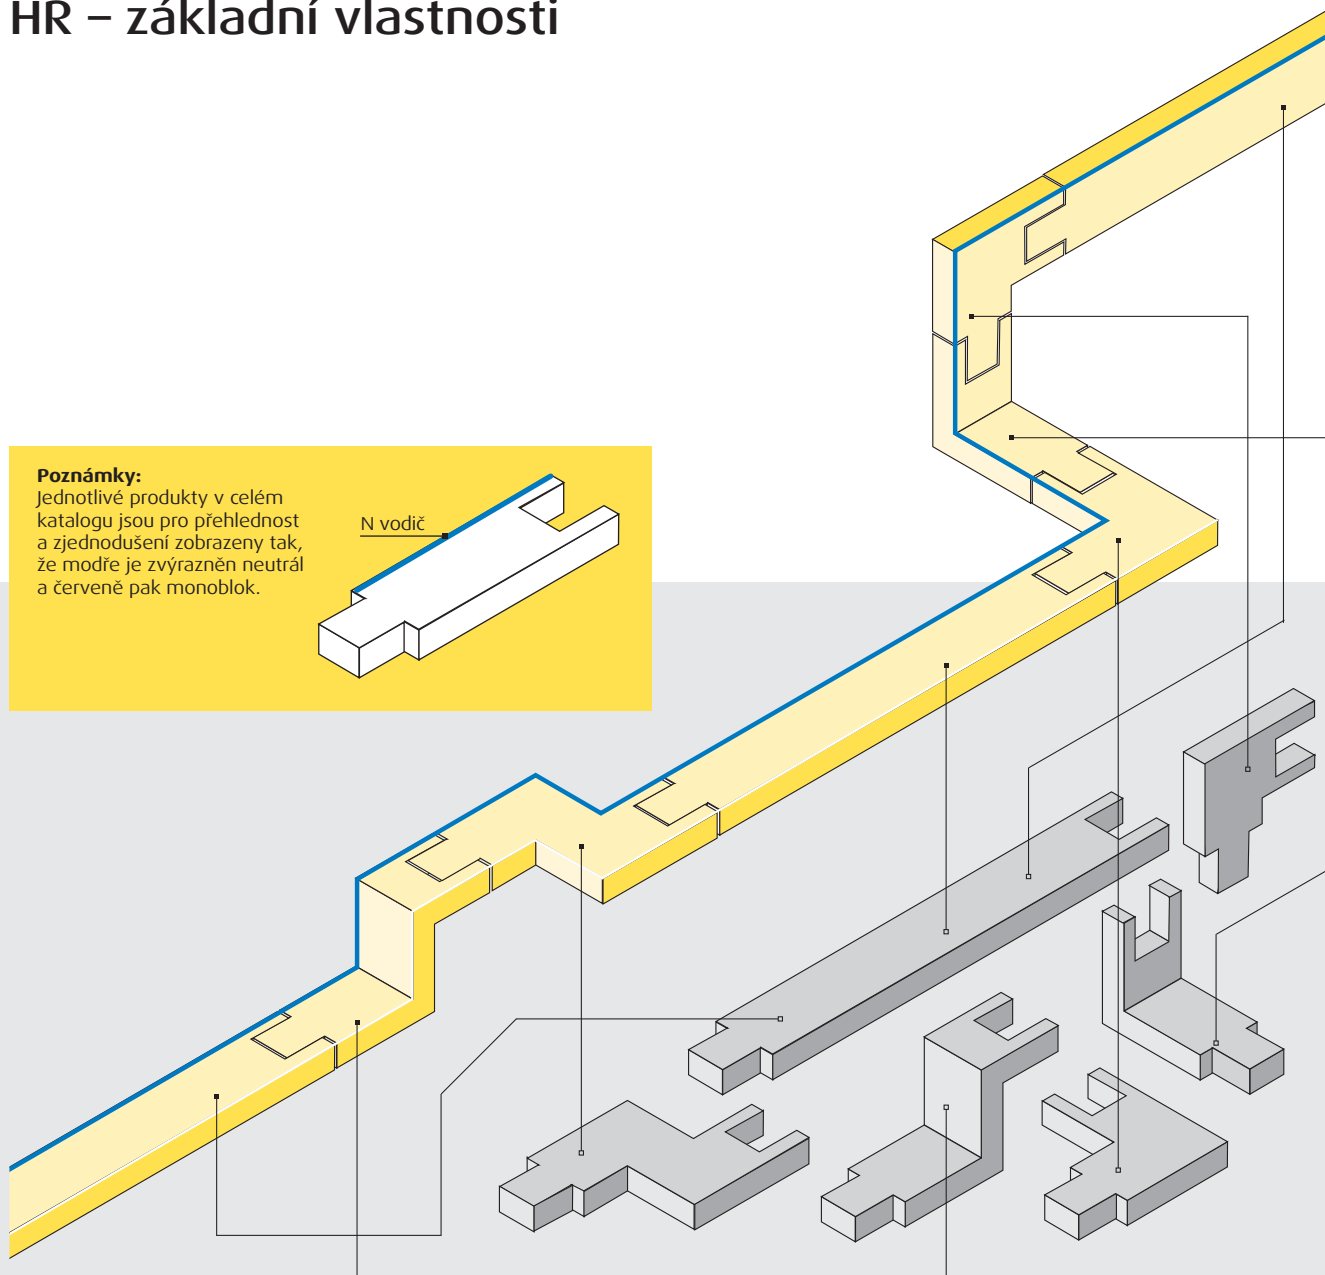 HR – základní vlastnosti
Poznámky:
Jednotlivé produkty v celém
katalogu jsou pro přehlednost
a zjednodušení zobrazeny tak,
že modře je zvýrazněn neutrál
a červeně pak monoblok.
N vodič